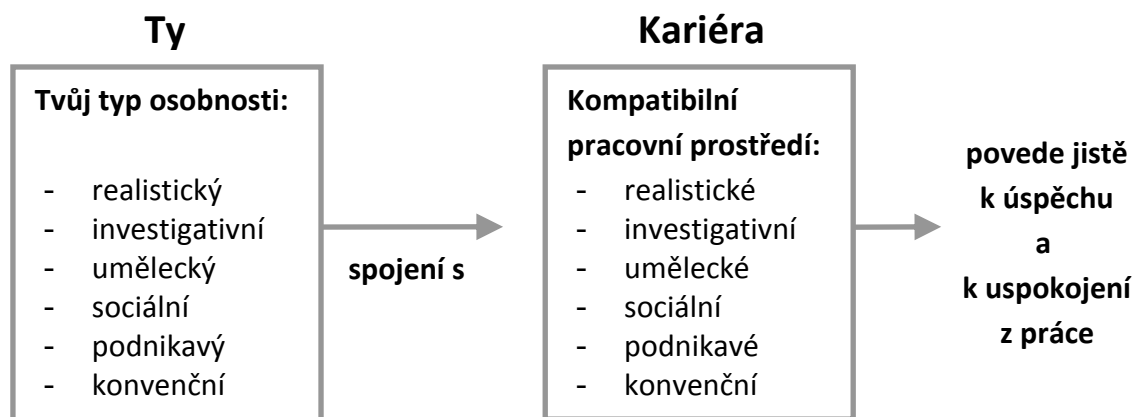 Ty
Tvůj typ osobnosti:
- realistický
- investigativní
- umělecký
- sociální
- podnikavý
- konvenční
spojení s
Kariéra
Kompatibilní
pracovní prostředí:
- realistické
- investigativní
- umělecké
- sociální
- podnikavé
- konvenční
povede jistě
k úspěchu
a
k uspokojení
z práce